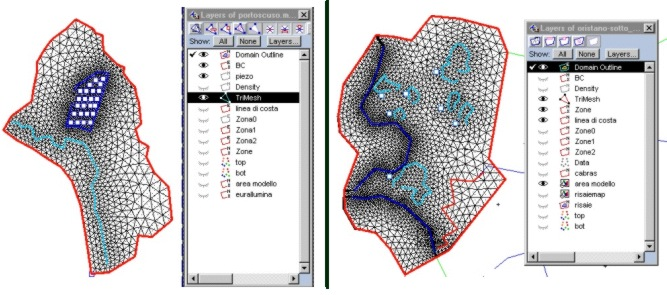 Layers of portoscuso m
Show: All None Layers...
Domain Outline
BC
piezo
Density
TriMesh
linea di costa
Zona0
Zona1
Zona2
Zone
top
bot
area modello
eurallumina
Layers of oristano-sotto_
Show: All None Layers...
Domain Outline
BC
Density
TriMesh
Zone
linea di costa
Zone0
Zone1
Zone2
Data
cabras
area modello
risaiemap
risaie
top
bot